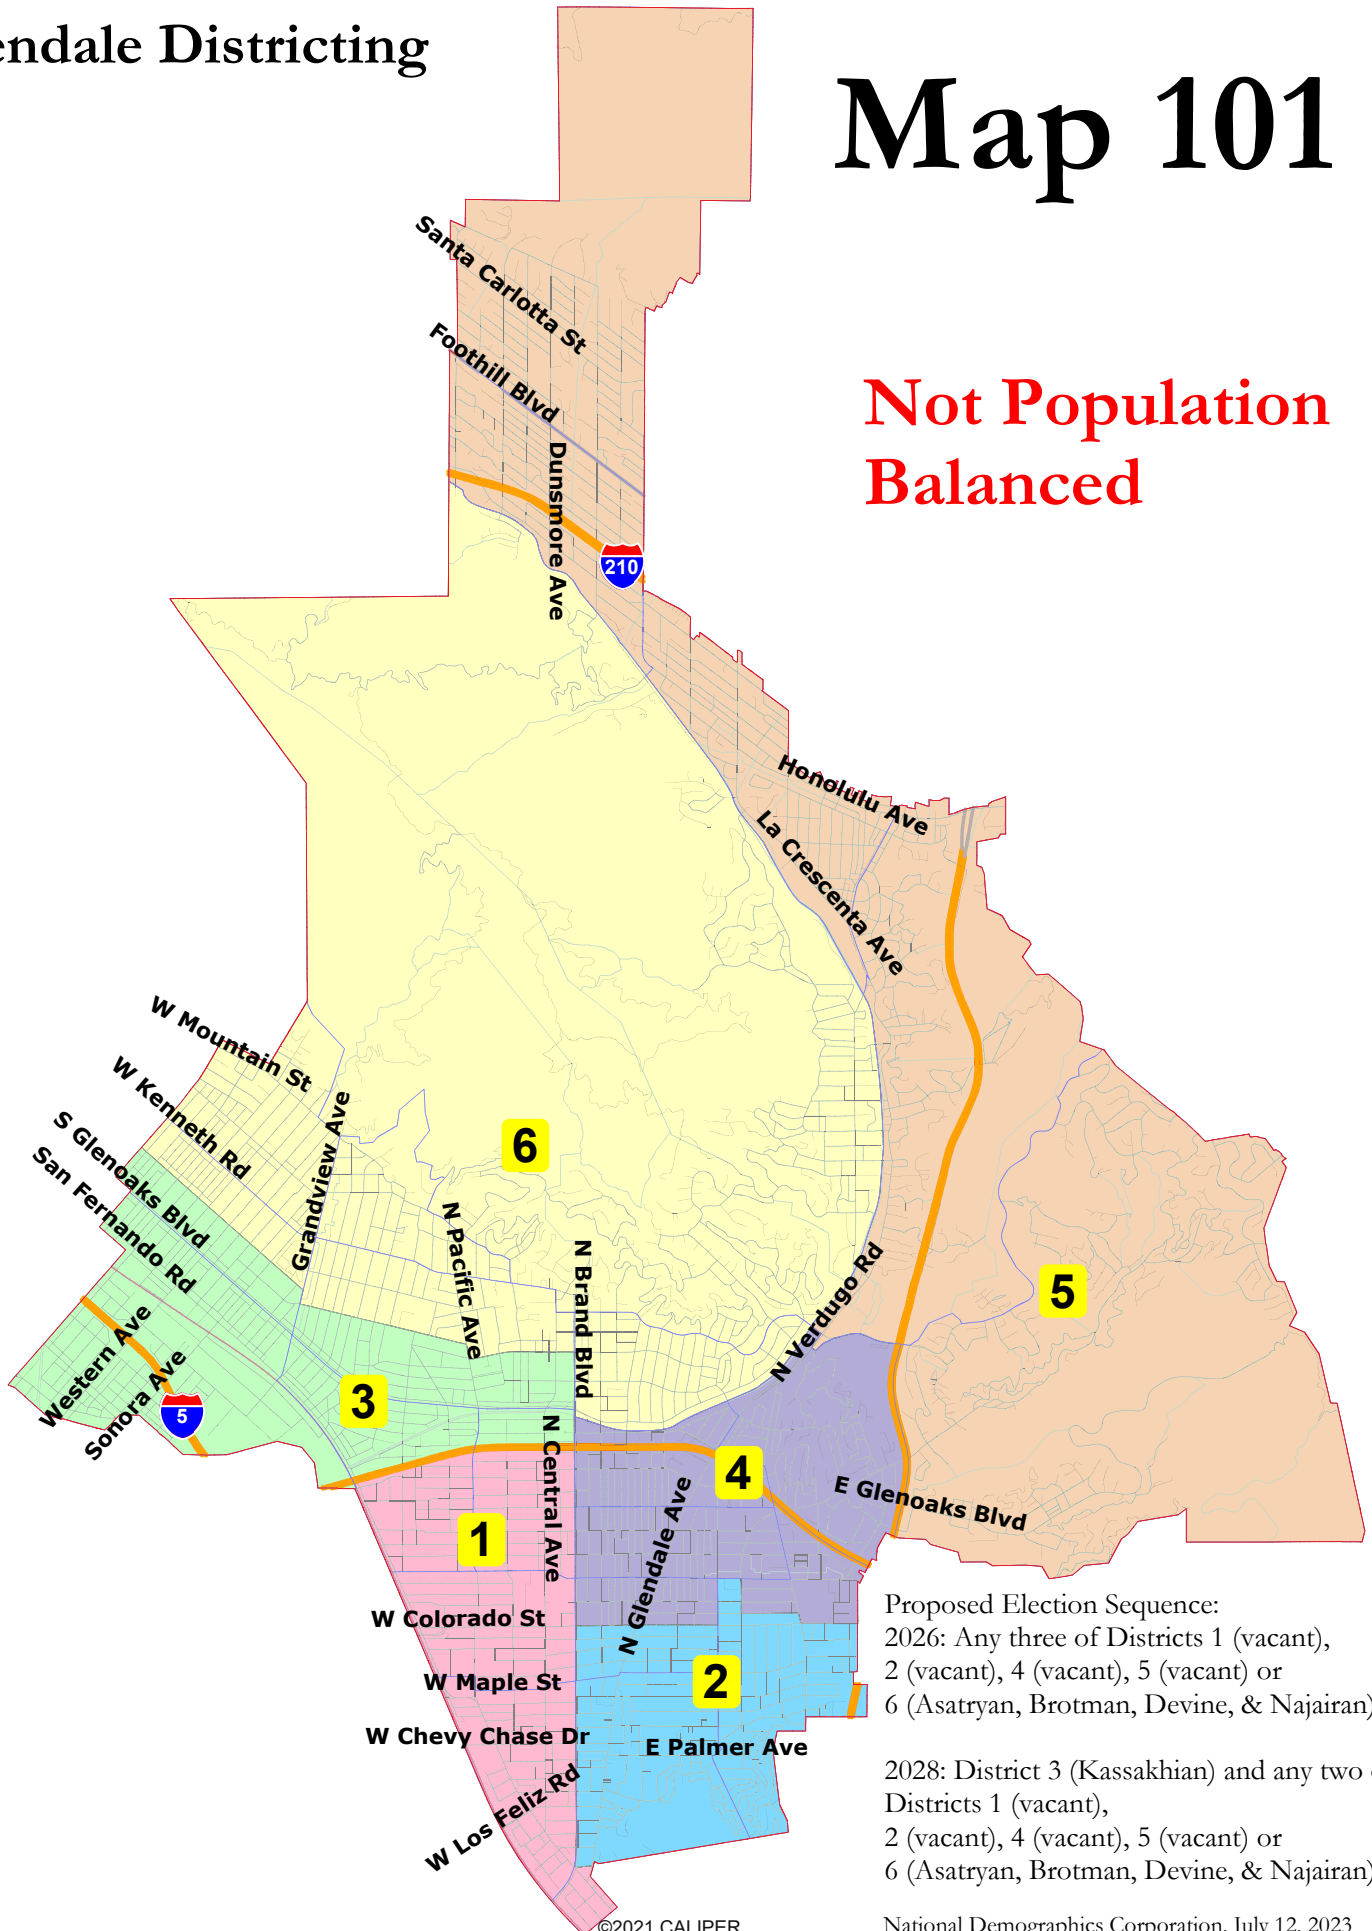 endale Districting
Map 101
Not Population
Balanced
Santa Carlotta St
Foothill Blvd
Dunsmore Ave
210
Honolulu Ave
La Crescenta Ave
W Mountain St
W Kenneth Rd
S Glenoaks Blvd
San Fernando Rd
Grandview Ave
6
N Pacific Ave
N Brand Blvd
N Verdugo Rd
5
Western Ave
Sonora Ave
5
3
N Central Ave
4
N Glendale Ave
E Glenoaks Blvd
1
W Colorado St
W Maple St
2
W Chevy Chase Dr
E Palmer Ave
W Los Feliz Rd
Proposed Election Sequence:
2026: Any three of Districts 1 (vacant),
2 (vacant), 4 (vacant), 5 (vacant) or
6 (Asatryan, Brotman, Devine, & Najairan)
2028: District 3 (Kassakhian) and any two
Districts 1 (vacant),
2 (vacant), 4 (vacant), 5 (vacant) or
6 (Asatryan, Brotman, Devine, & Najairan)
©2021 CALIPER
National Demographics Corporation, July 12, 2023